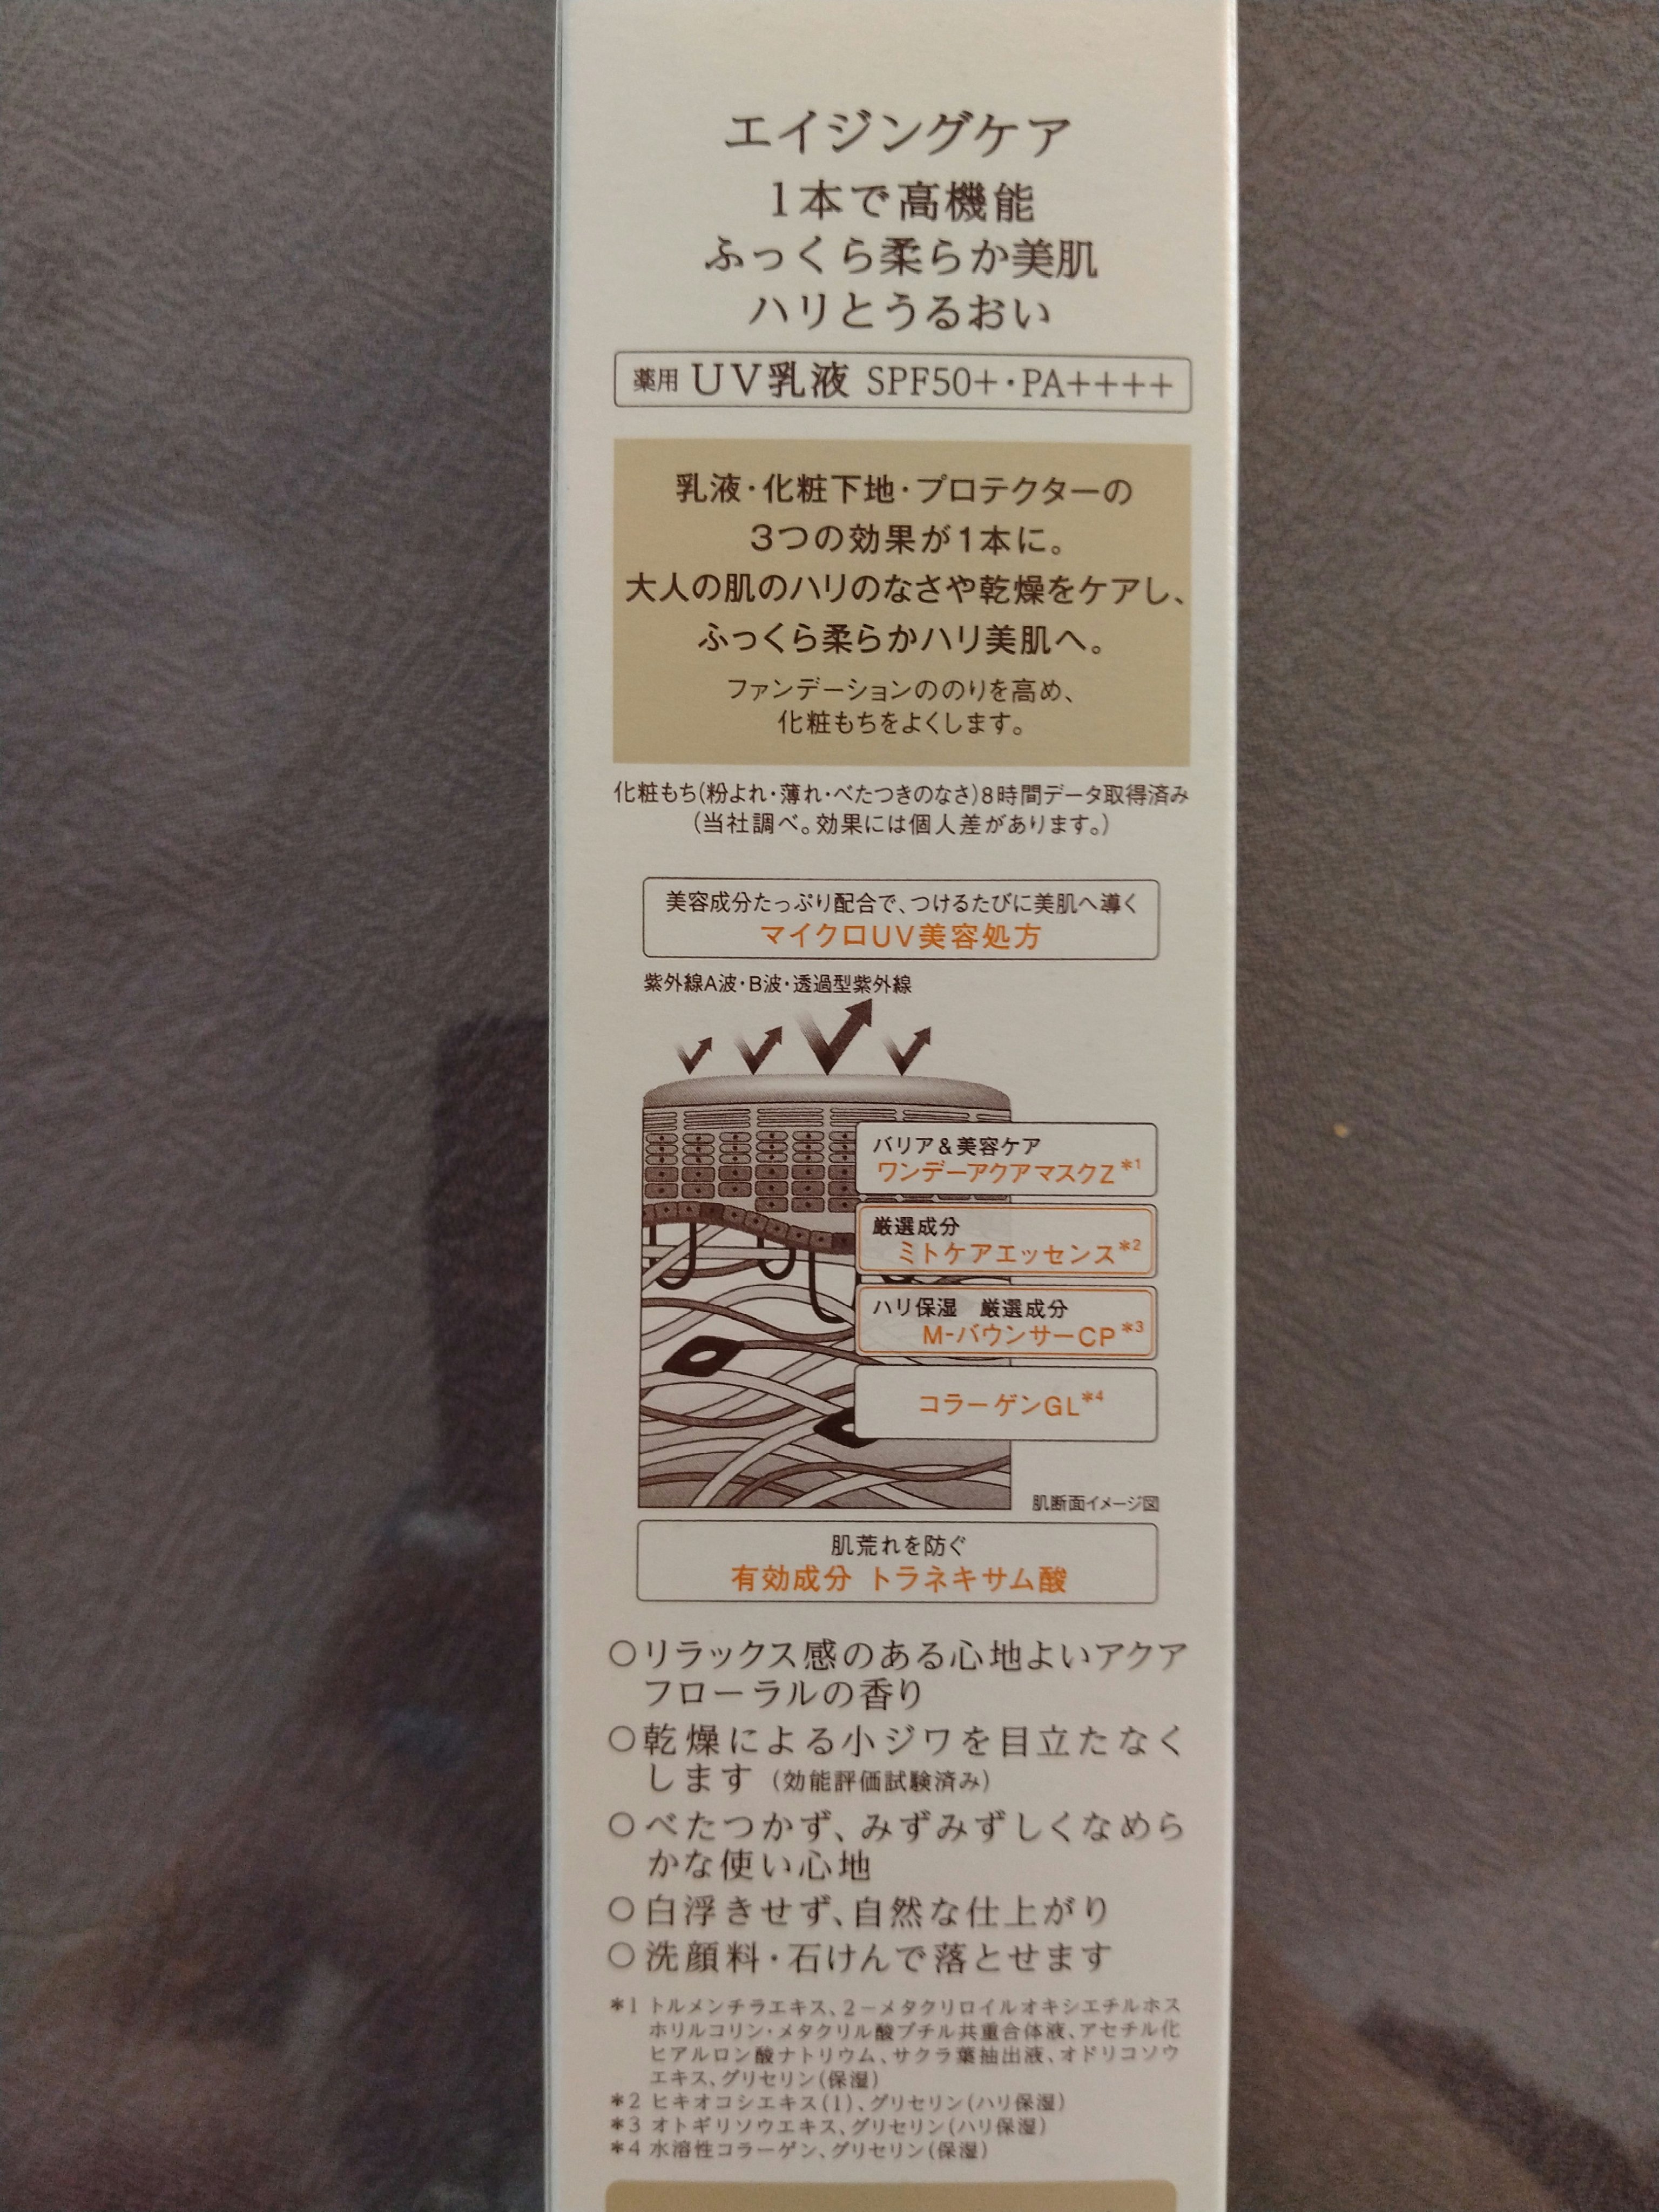 エイジングケア
1本で高機能
ふっくら柔らか美肌
ハリとうるおい
薬用 UV乳液 SPF50+・PA++++
乳液・化粧下地・プロテクターの
3つの効果が1本に。
大人の肌のハリのなさや乾燥をケアし、
ふっくら柔らかハリ美肌へ。
ファンデーションののりを高め、
化粧もちをよくします。
化粧もち(粉よれ・薄れ・べたつきのなさ)8時間データ取得済み
(当社調べ。効果には個人差があります。)
美容成分たっぷり配合で、つけるたびに美肌へ導く
マイクロUV美容処方
紫外線A波・B波・透過型紫外線
バリア&美容ケア
ワンデーアクアマスクZ*1
厳選成分
ミトケアエッセンス*2
ハリ保湿 厳選成分
M-バウンサーCP*3
コラーゲンGL*4
肌断面イメージ図
肌荒れを防ぐ
有効成分 トラネキサム酸
○リラックス感のある心地よいアクア
フローラルの香り
○乾燥による小ジワを目立たなく
します (効能評価試験済み)
○べたつかず、みずみずしくなめら
かな使い心地
○白浮きせず、自然な仕上がり
○洗顔料・石けんで落とせます
*1 トルメンチラエキス、2-メタクリロイルオキシエチルホス
ホリルコリン・メタクリル酸ブチル共重合体液、アセチル化
ヒアルロン酸ナトリウム、サクラ葉抽出液、オドリコソウ
エキス、グリセリン(保湿)
*2 ヒキオコシエキス(1)、グリセリン(ハリ保湿)
*3 オトギリソウエキス、グリセリン(ハリ保湿)
*4 水溶性コラーゲン、グリセリン(保湿)